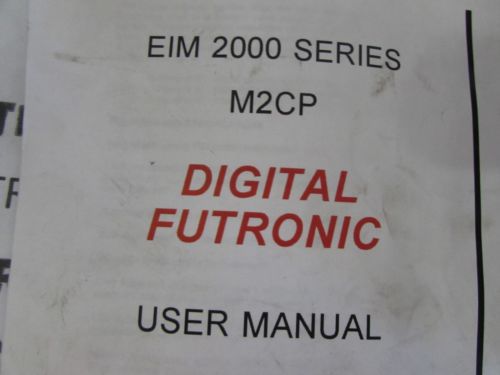 EIM 2000 SERIES
M2CP
DIGITAL
FUTRONIC
USER MANUAL